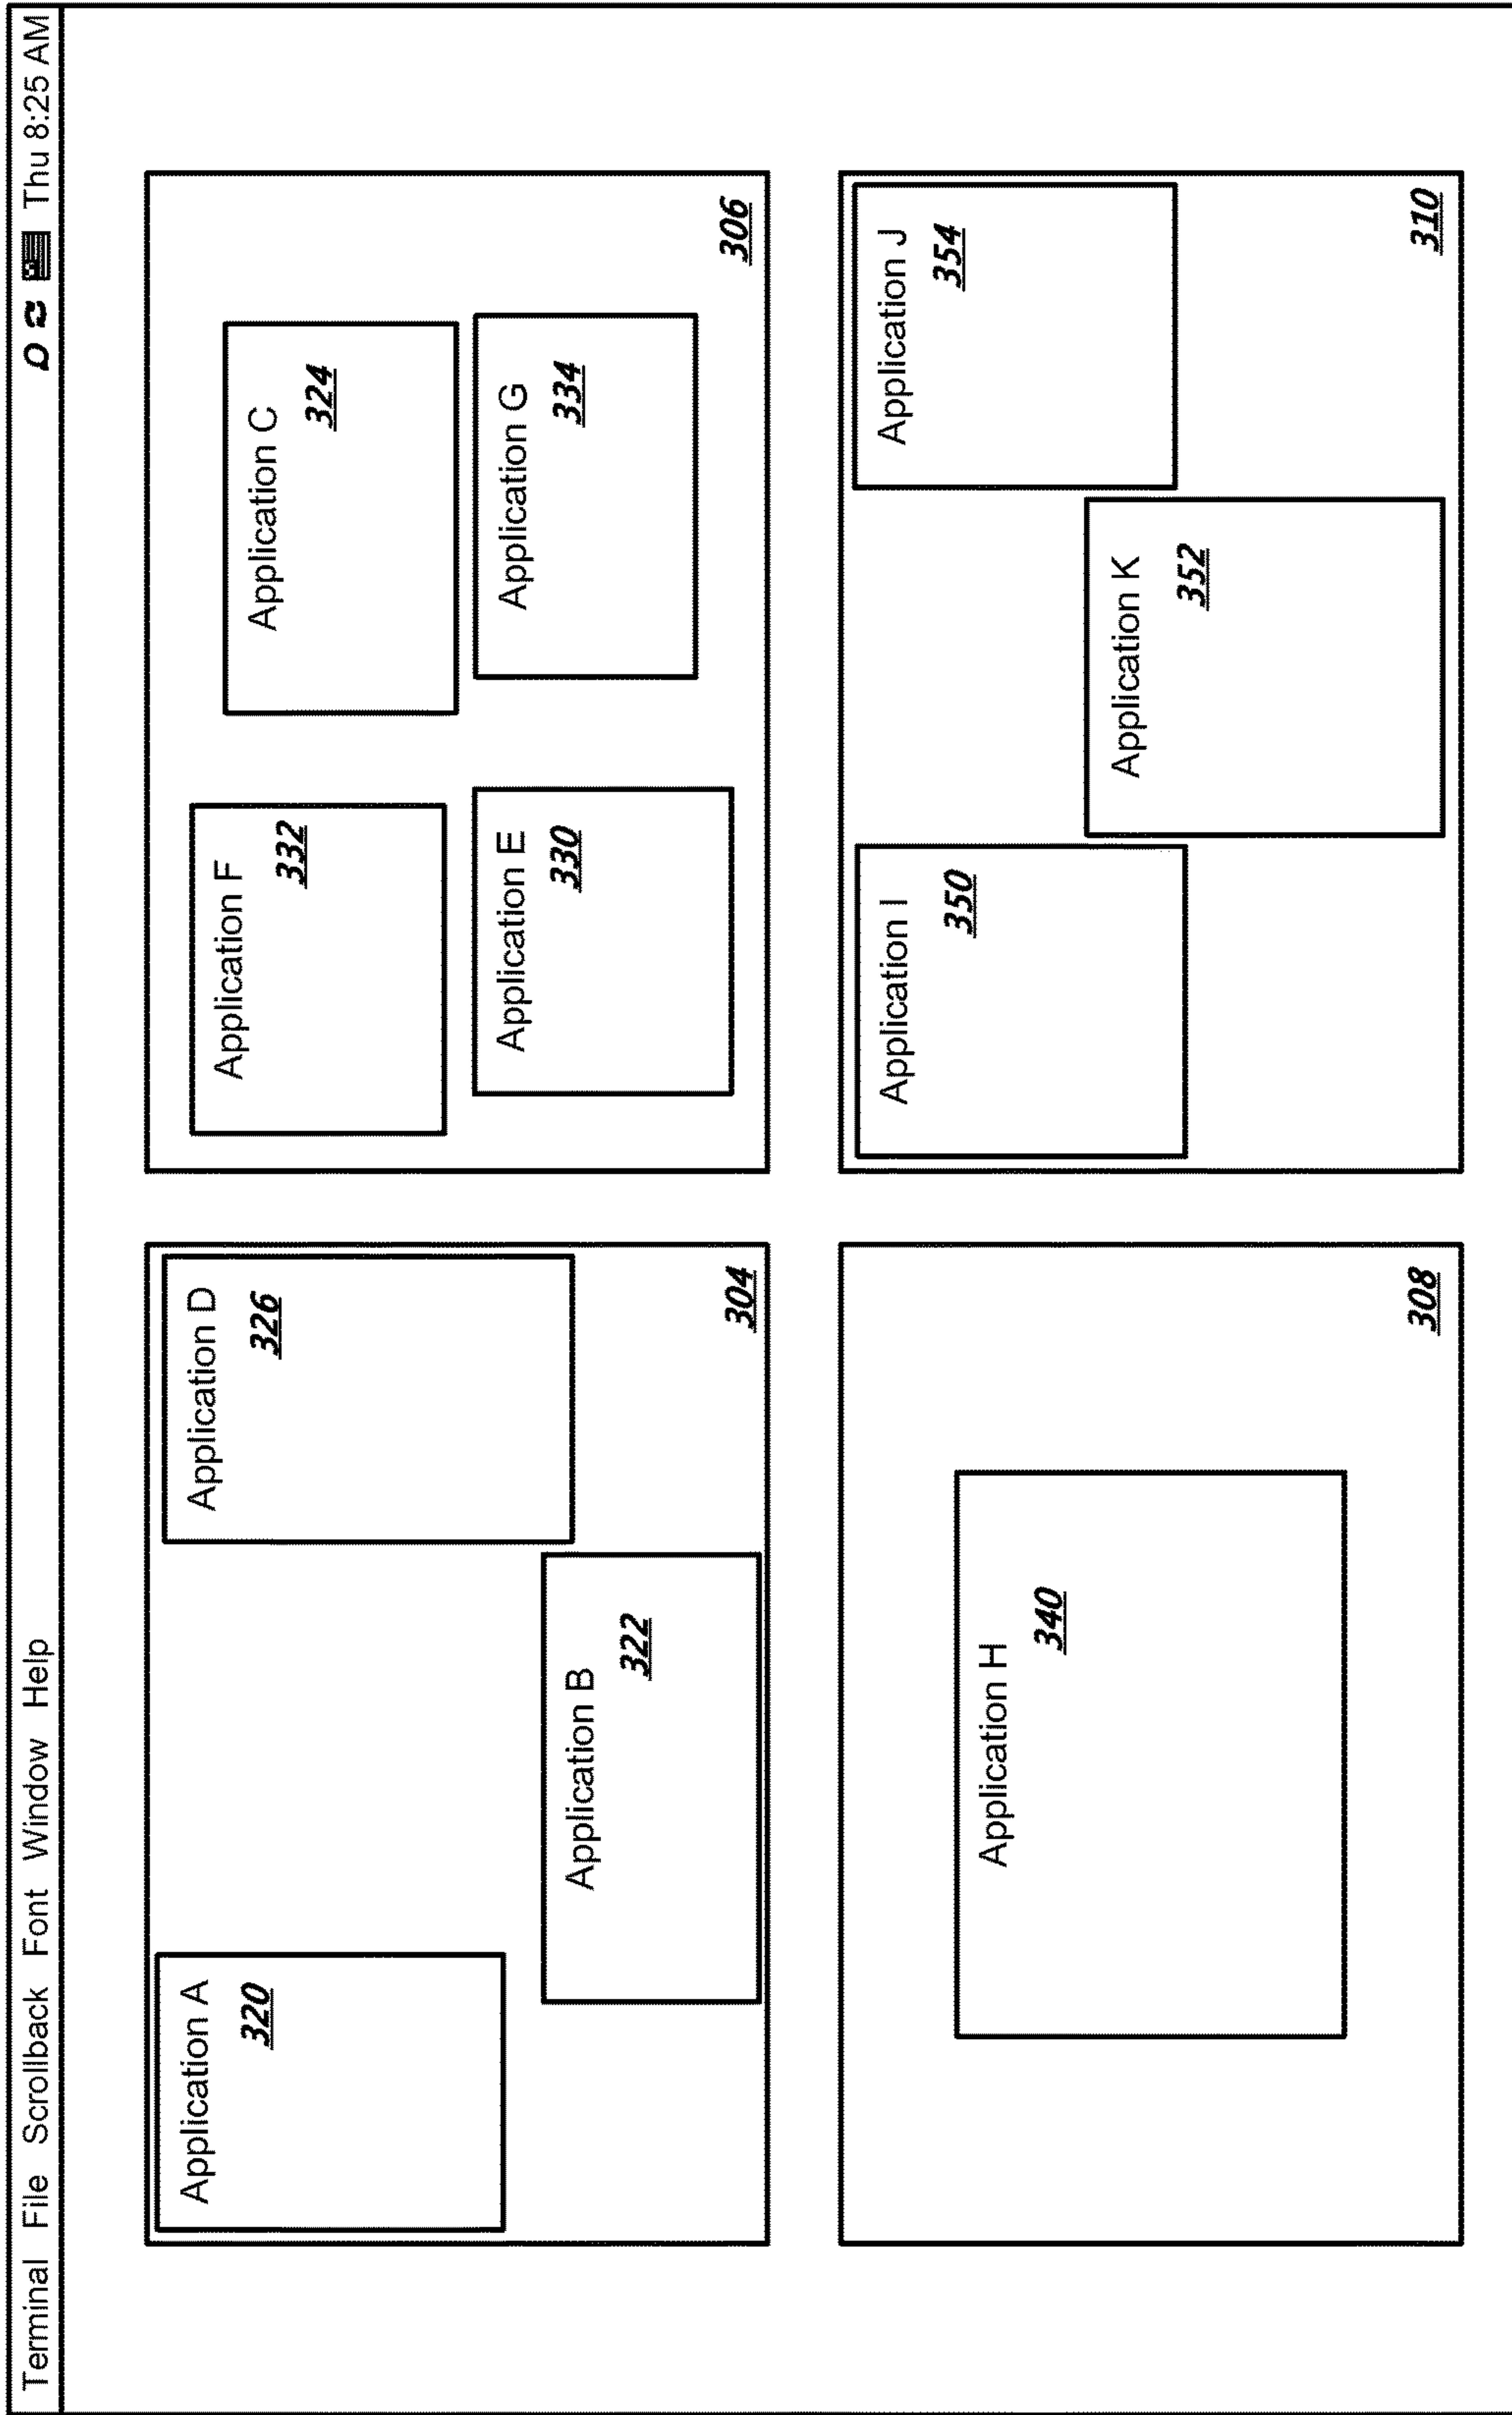 Terminal File Scrollback Font Window Help Thu 8:25 AM
Application A
320
Application D
326
Application B
322
304
Application F
332
Application C
324
Application E
330
Application G
334
306
Application H
340
308
Application I
350
Application J
354
Application K
352
310